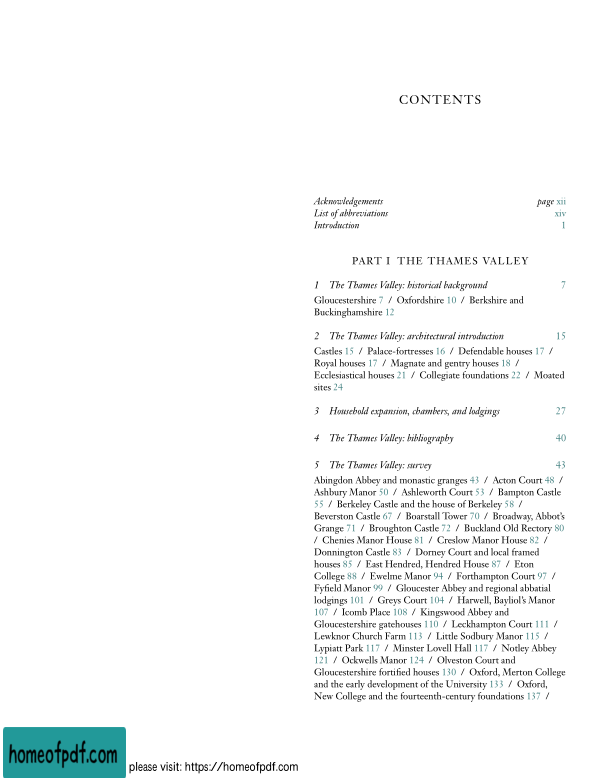 CONTENTS
Acknowledgements page xii
List of abbreviations xiv
Introduction 1
PART I THE THAMES VALLEY
1 The Thames Valley: historical background 7
Gloucestershire 7 / Oxfordshire 10 / Berkshire and
Buckinghamshire 12
2 The Thames Valley: architectural introduction 15
Castles 15 / Palace-fortresses 16 / Defendable houses 17 /
Royal houses 17 / Magnate and gentry houses 18 /
Ecclesiastical houses 21 / Collegiate foundations 22 / Moated
sites 24
3 Household expansion, chambers, and lodgings 27
4 The Thames Valley: bibliography 40
5 The Thames Valley: survey 43
Abingdon Abbey and monastic granges 43 / Acton Court 48 /
Ashbury Manor 50 / Ashleworth Court 53 / Bampton Castle
55 / Berkeley Castle and the house of Berkeley 58 /
Beverston Castle 67 / Boarstall Tower 70 / Broadway, Abbot's
Grange 71 / Broughton Castle 72 / Buckland Old Rectory 80
/ Chenies Manor House 81 / Creslow Manor House 82 /
Donnington Castle 83 / Dorney Court and local framed
houses 85 / East Hendred, Hendred House 87 / Eton
College 88 / Ewelme Manor 94 / Forthampton Court 97 /
Fyfield Manor 99 / Gloucester Abbey and regional abbatial
lodgings 101 / Greys Court 104 / Harwell, Bayliol's Manor
107 / Icomb Place 108 / Kingswood Abbey and
Gloucestershire gatehouses 110 / Leckhampton Court 111 /
Lewknor Church Farm 113 / Little Sodbury Manor 115 /
Lypiatt Park 117 / Minster Lovell Hall 117 / Notley Abbey
121 / Ockwells Manor 124 / Olveston Court and
Gloucestershire fortified houses 130 / Oxford, Merton College
and the early development of the University 133 / Oxford,
New College and the fourteenth-century foundations 137 /
homeofpdf.com
please visit: https://homeofpdf.com